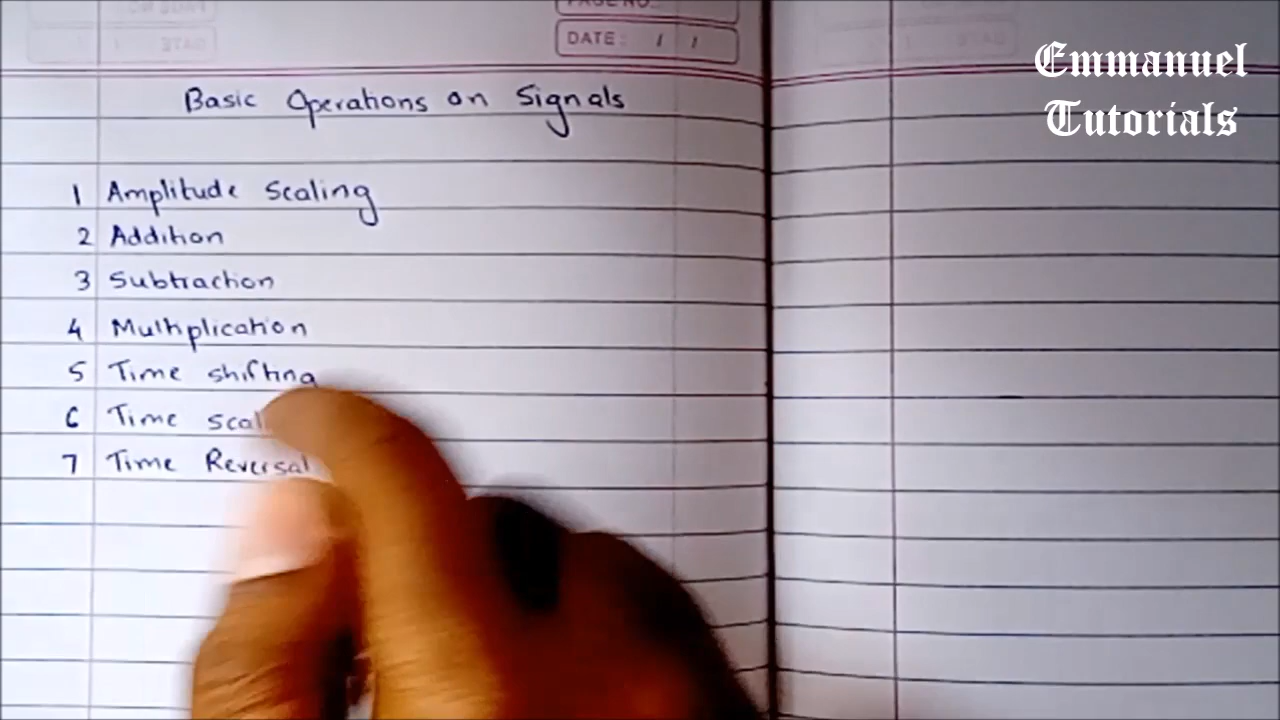 PAGE NO.
DATE: / /
Emmanuel
Tutorials
Basic Operations on Signals
1 Amplitude Scaling
2 Addition
3 Subtraction
4 Multiplication
5 Time shifting
6 Time scal
7 Time Reversal